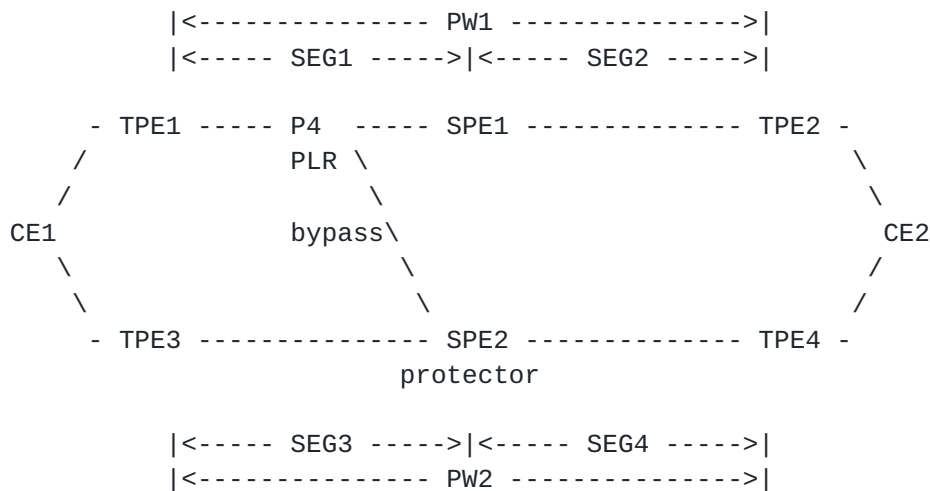 |<--------------- PW1 --------------->|
|<----- SEG1 ----->|<----- SEG2 ----->|
- TPE1 ----- P4 ----- SPE1 -------------- TPE2 -
/ PLR \ \
/ \ \
CE1 bypass\ CE2
\ \ /
\ \ /
- TPE3 --------------- SPE2 -------------- TPE4 -
protector
|<----- SEG3 ----->|<----- SEG4 ----->|
|<--------------- PW2 --------------->|